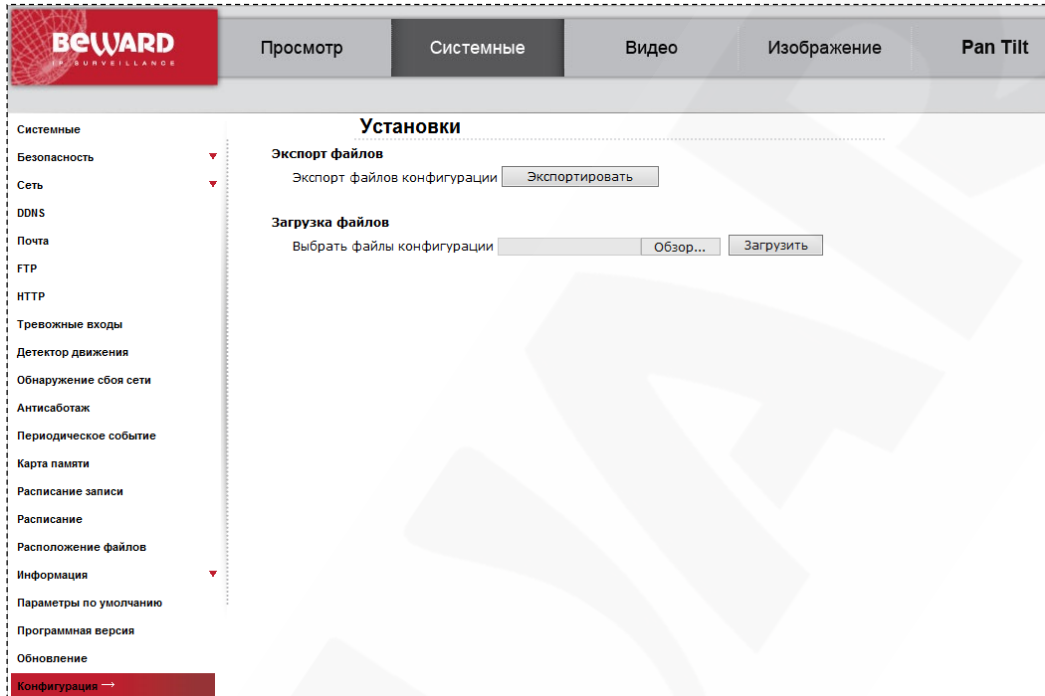 BEWARD
IP SURVEILLANCE
Просмотр
Системные
Видео
Изображение
Pan Tilt
Системные
Безопасность
Сеть
DDNS
Почта
FTP
HTTP
Тревожные входы
Детектор движения
Обнаружение сбоя сети
Антисаботаж
Периодическое событие
Карта памяти
Расписание записи
Расписание
Расположение файлов
Информация
Параметры по умолчанию
Программная версия
Обновление
Конфигурация →
Установки
Экспорт файлов
Экспорт файлов конфигурации Экспортировать
Загрузка файлов
Выбрать файлы конфигурации Обзор... Загрузить